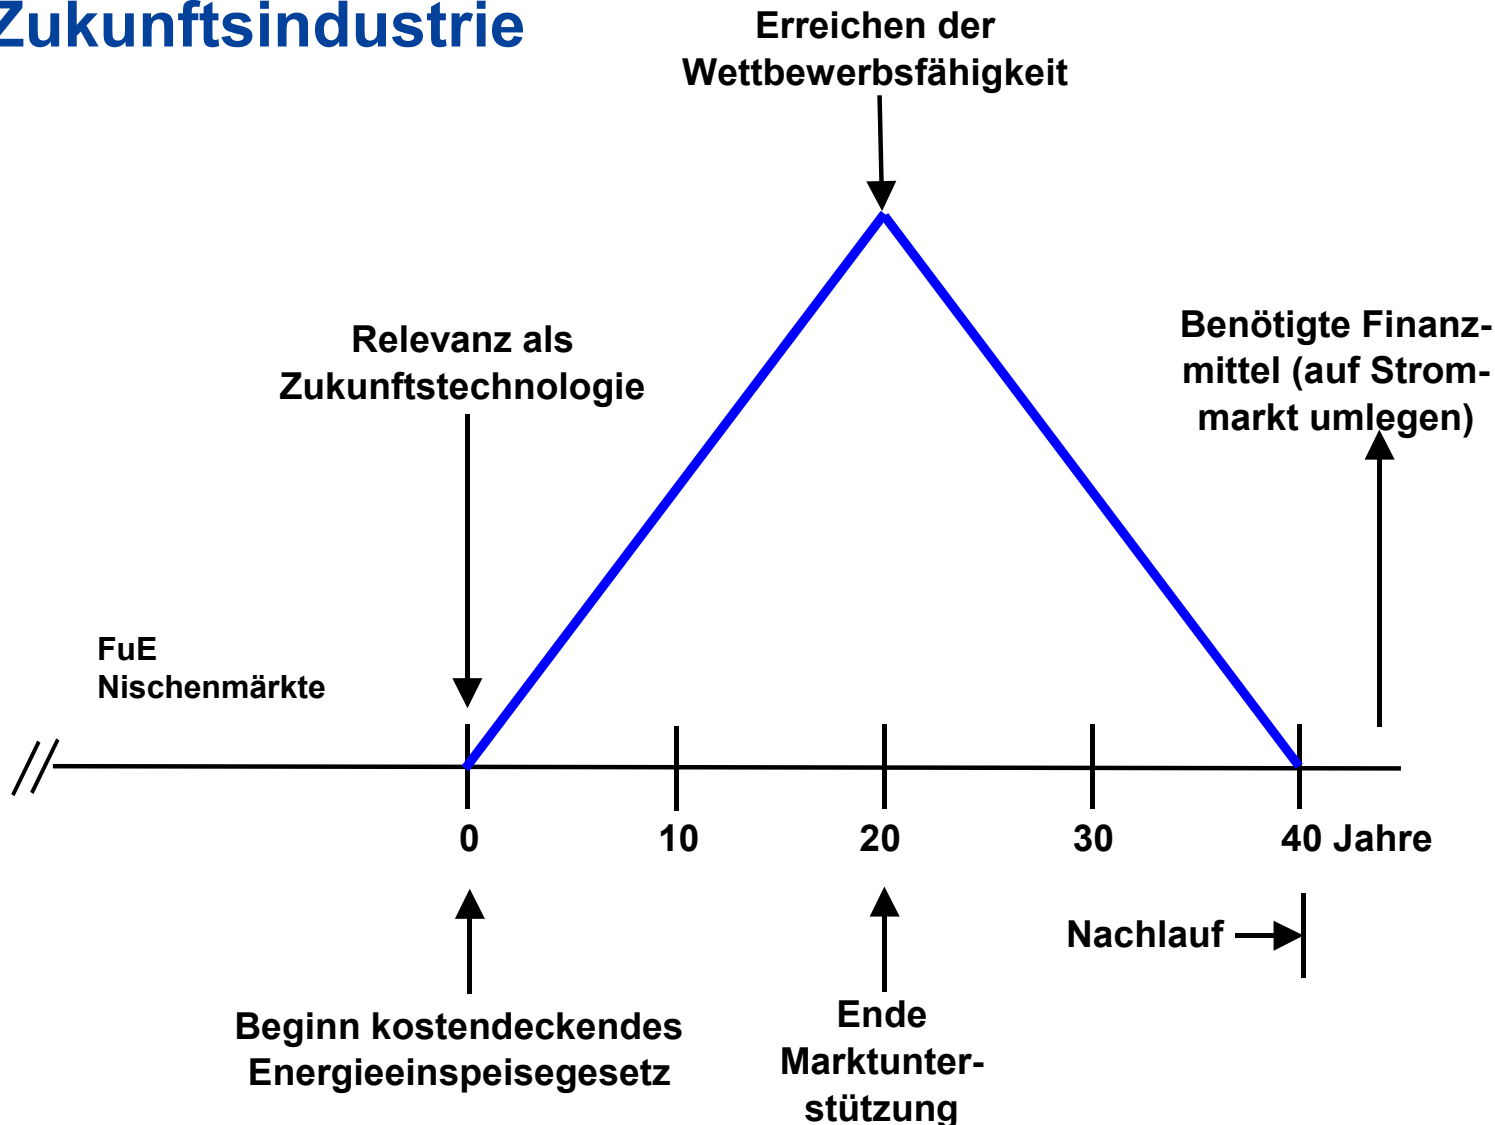 Zukunftsindustrie
Erreichen der
Wettbewerbsfähigkeit
Relevanz als
Zukunftstechnologie
Benötigte Finanz-
mittel (auf Strom-
markt umlegen)
FuE
Nischenmärkte
0 10 20 30 40 Jahre
Nachlauf
Beginn kostendeckendes
Energieeinspeisegesetz
Ende
Marktunter-
stützung